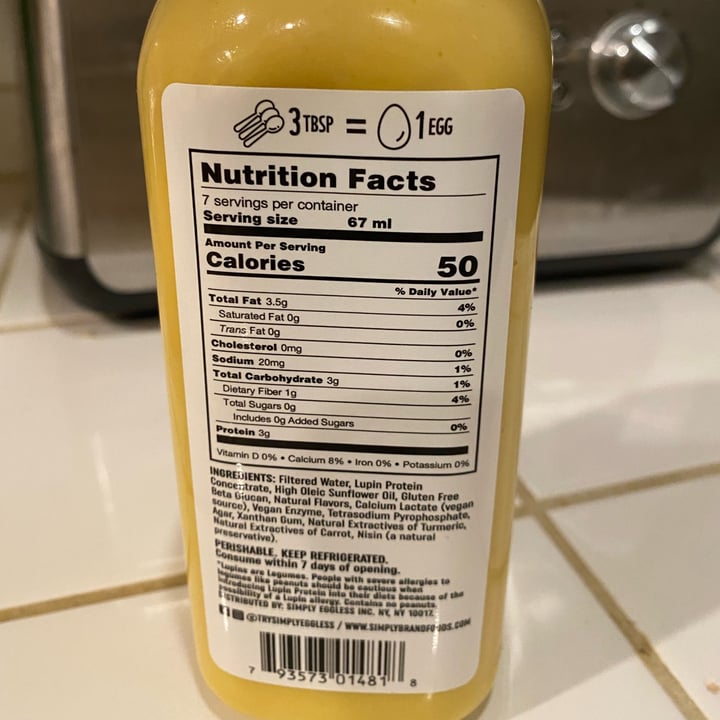 3 TBSP = 1 EGG
Nutrition Facts
7 servings per container
Serving size 67 ml
Amount Per Serving
Calories 50
% Daily Value*
Total Fat 3.5g 4%
Saturated Fat 0g 0%
Trans Fat 0g
Cholesterol 0mg 0%
Sodium 20mg 1%
Total Carbohydrate 3g 1%
Dietary Fiber 1g 4%
Total Sugars 0g
Includes 0g Added Sugars 0%
Protein 3g
Vitamin D 0% • Calcium 8% • Iron 0% • Potassium 0%
INGREDIENTS: Filtered Water, Lupin Protein
Concentrate, High Oleic Sunflower Oil, Gluten Free
Beta Glucan, Natural Flavors, Calcium Lactate (vegan
source), Vegan Enzyme, Tetrasodium Pyrophosphate,
Agar, Xanthan Gum, Natural Extractives of Turmeric,
Natural Extractives of Carrot, Nisin (a natural
preservative).
PERISHABLE, KEEP REFRIGERATED.
Consume within 7 days of opening.
*Lupins are Legumes. People with severe allergies to
legumes like peanuts should be cautious when
introducing Lupin Protein into their diets because of the
possibility of a Lupin allergy. Contains no peanuts.
DISTRIBUTED BY: SIMPLY EGGLESS INC. NY, NY 10017
@TRYSIMPLYEGGLESS / WWW.SIMPLYBRANDFOODS.COM
7 93573 01481 8